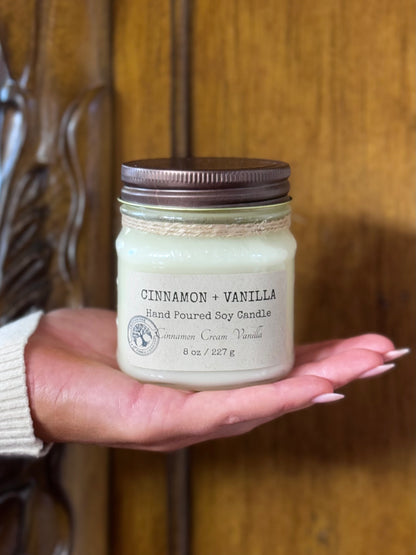 CINNAMON + VANILLA
Hand Poured Soy Candle
Cinnamon Cream Vanilla
8 oz / 227 g